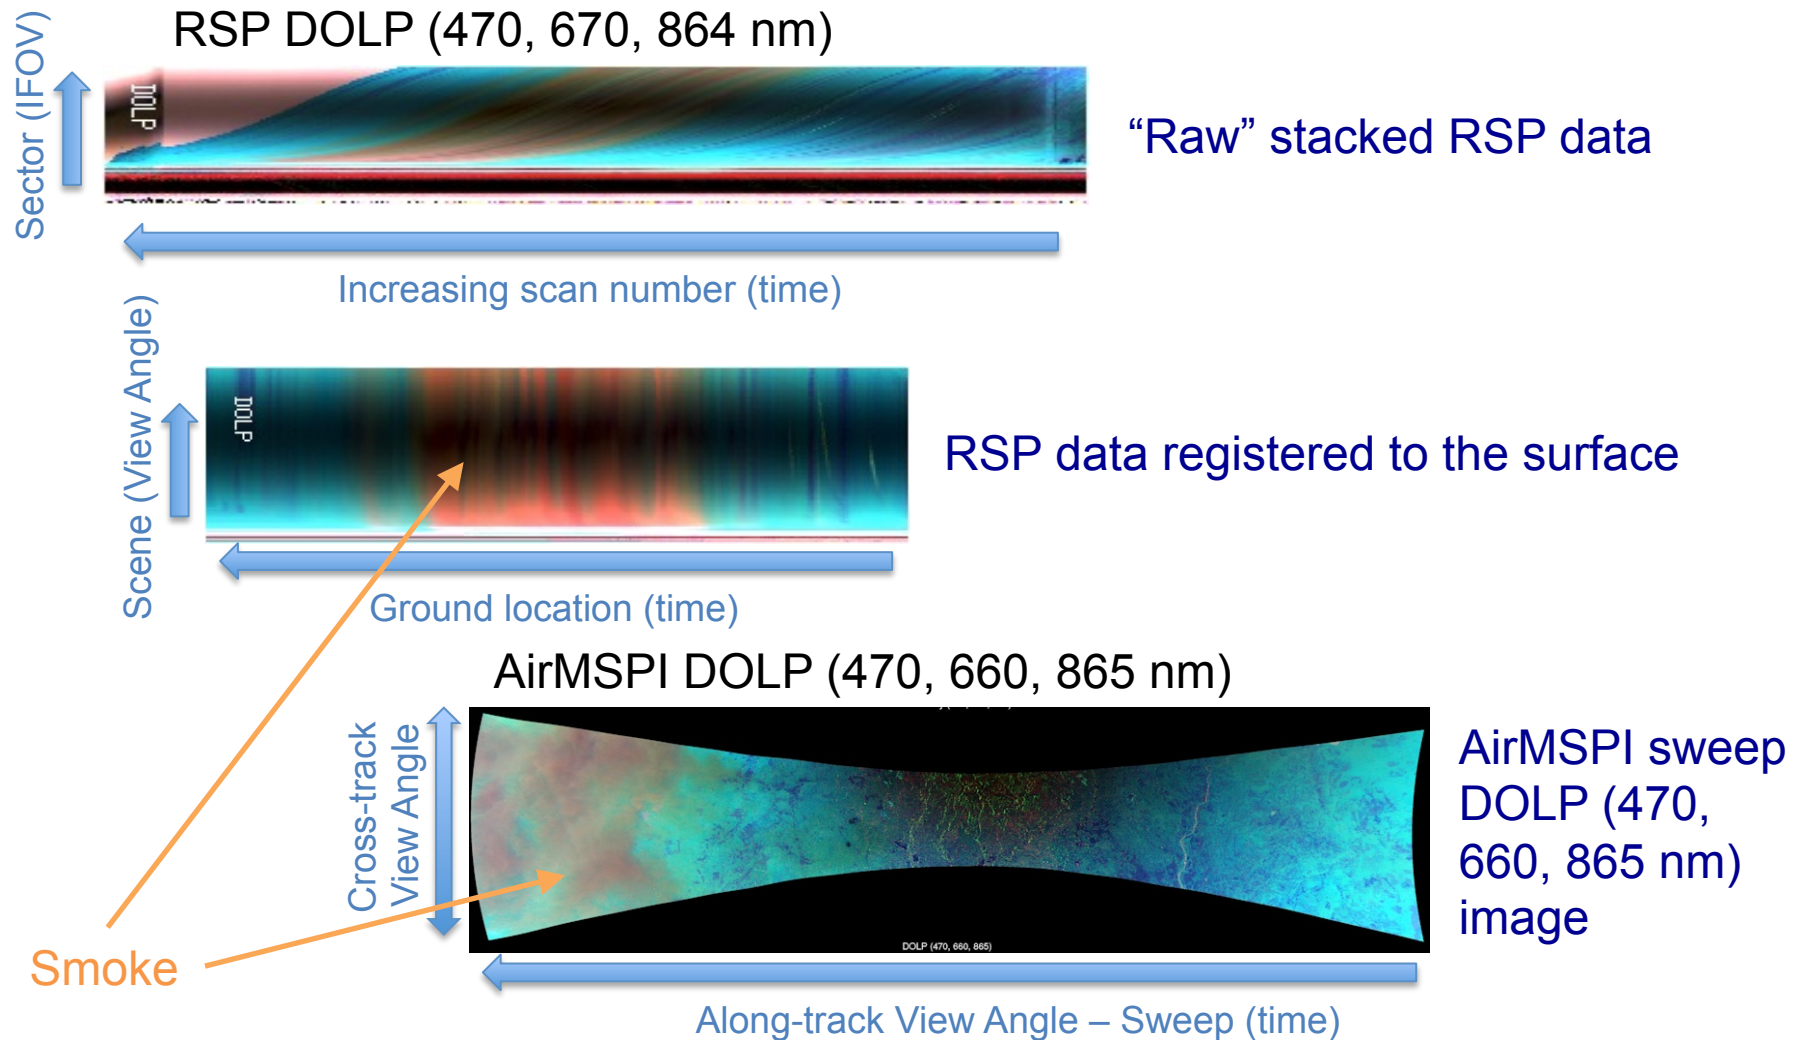 RSP DOLP (470, 670, 864 nm)
Sector (IFOV)
DOLP
“Raw” stacked RSP data
Increasing scan number (time)
Scene (View Angle)
DOLP
RSP data registered to the surface
Ground location (time)
AirMSPI DOLP (470, 660, 865 nm)
Cross-track
View Angle
AirMSPI sweep
DOLP (470,
660, 865 nm)
image
DOLP (470, 660, 865)
Smoke
Along-track View Angle – Sweep (time)